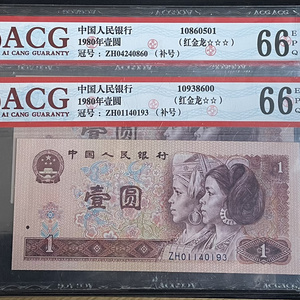 ACG
AI CANG GUARANTY
中国人民银行
1980年壹圆
冠号：ZH04240860 （补号）
10860501
（红金龙☆☆☆）
66 E
P
Q
ACG
AI CANG GUARANTY
中国人民银行
1980年壹圆
冠号：ZH01140193 （补号）
10938600
（红金龙☆☆）
66 E
P
Q
中国人民银行
壹圆
1
1
1
ZH01140193